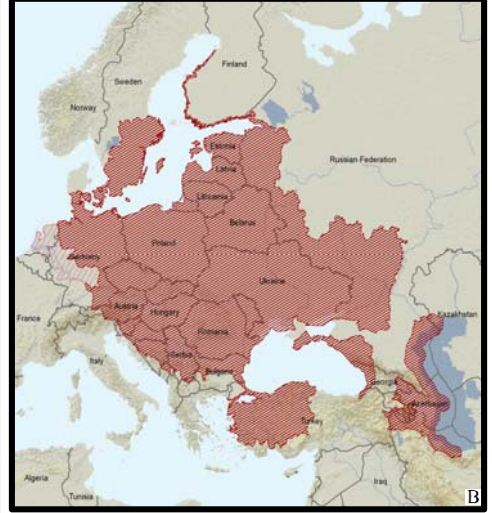 Finland
Sweden
Norway
Estonia
Russian Federation
Latvia
Lithuania
Belarus
Poland
Germany
Ukraine
Kazakhstan
Austria
Hungary
France
Romania
Italy
Serbia
Bulgaria
Georgia
Azerbaijan
Turkey
Algeria
Tunisia
Iraq
B